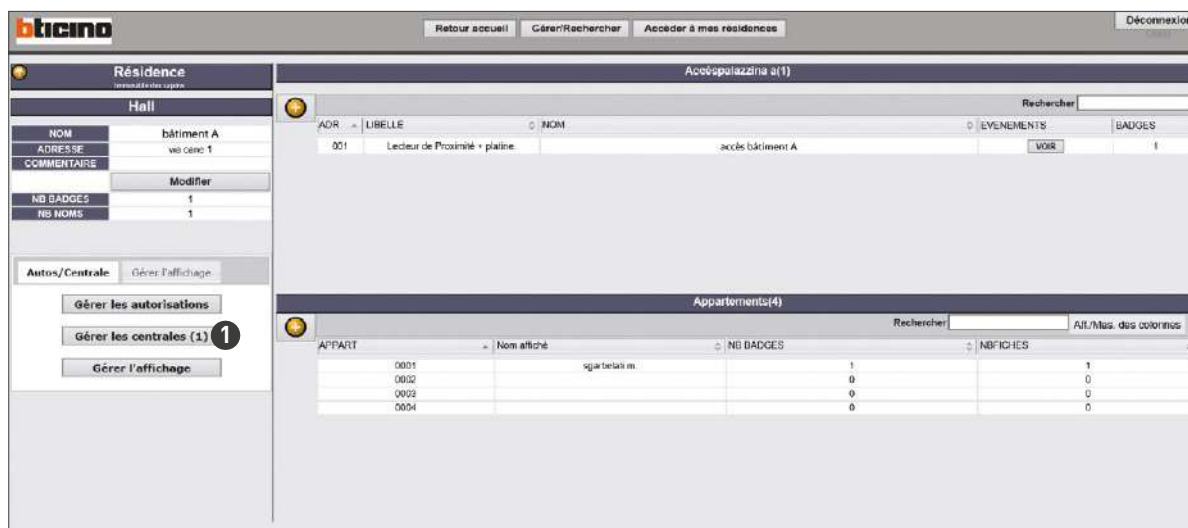 bticino
Retour accueil Gérer/Rechercher Accéder à mes résidences Déconnexion
Résidence
Hall
NOM bâtiment A
ADRESSE
COMMENTAIRE
Modifier
NB BADGES 1
NB NOMS 1
Autos/Centrale Gérer l'affichage
Gérer les autorisations
Gérer les centrales (1) 1
Gérer l'affichage
Accèspalazzina a(1)
Rechercher
ADR LIBELLE NOM EVENEMENTS BADGES
001 Lecteur de Proximité + platine accès bâtiment A VOIR 1
Appartements(4)
Rechercher Aff./Mas. des colonnes
APPART Nom affiché NB BADGES NBFICHES
0001 1 1
0002 0 0
0003 0 0
0004 0 0